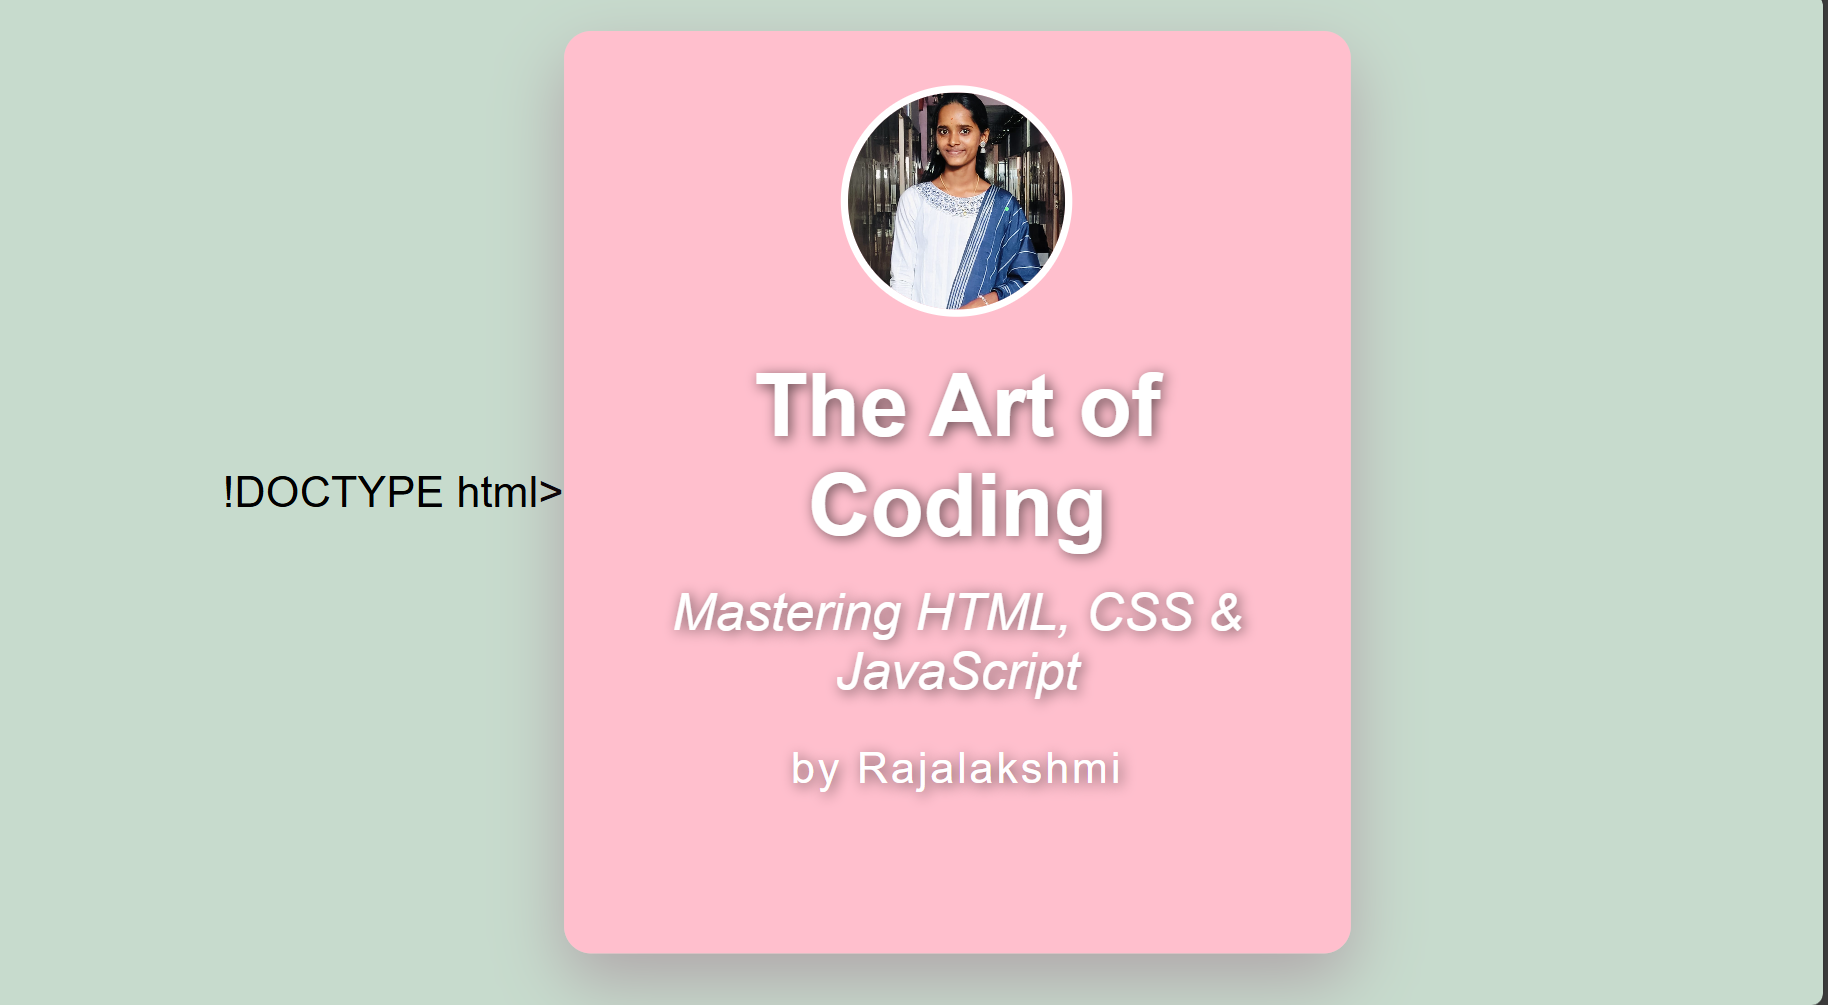 !DOCTYPE html>
The Art of
Coding
Mastering HTML, CSS &
JavaScript
by Rajalakshmi